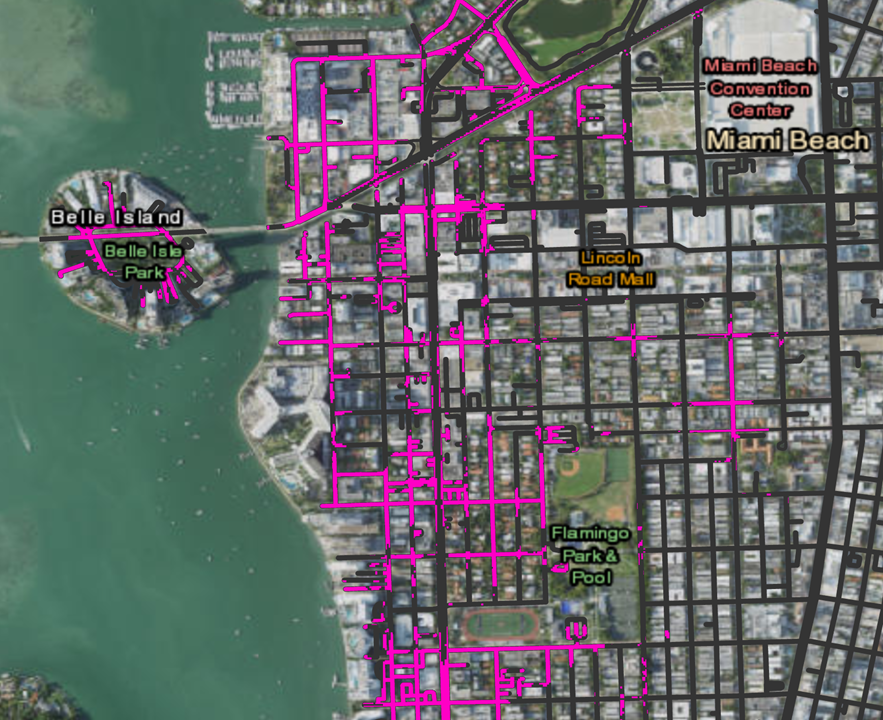 Miami Beach
Convention
Center
Miami Beach
Belle Island
Belle Isle
Park
Lincoln
Road Mall
Flamingo
Park &
Pool